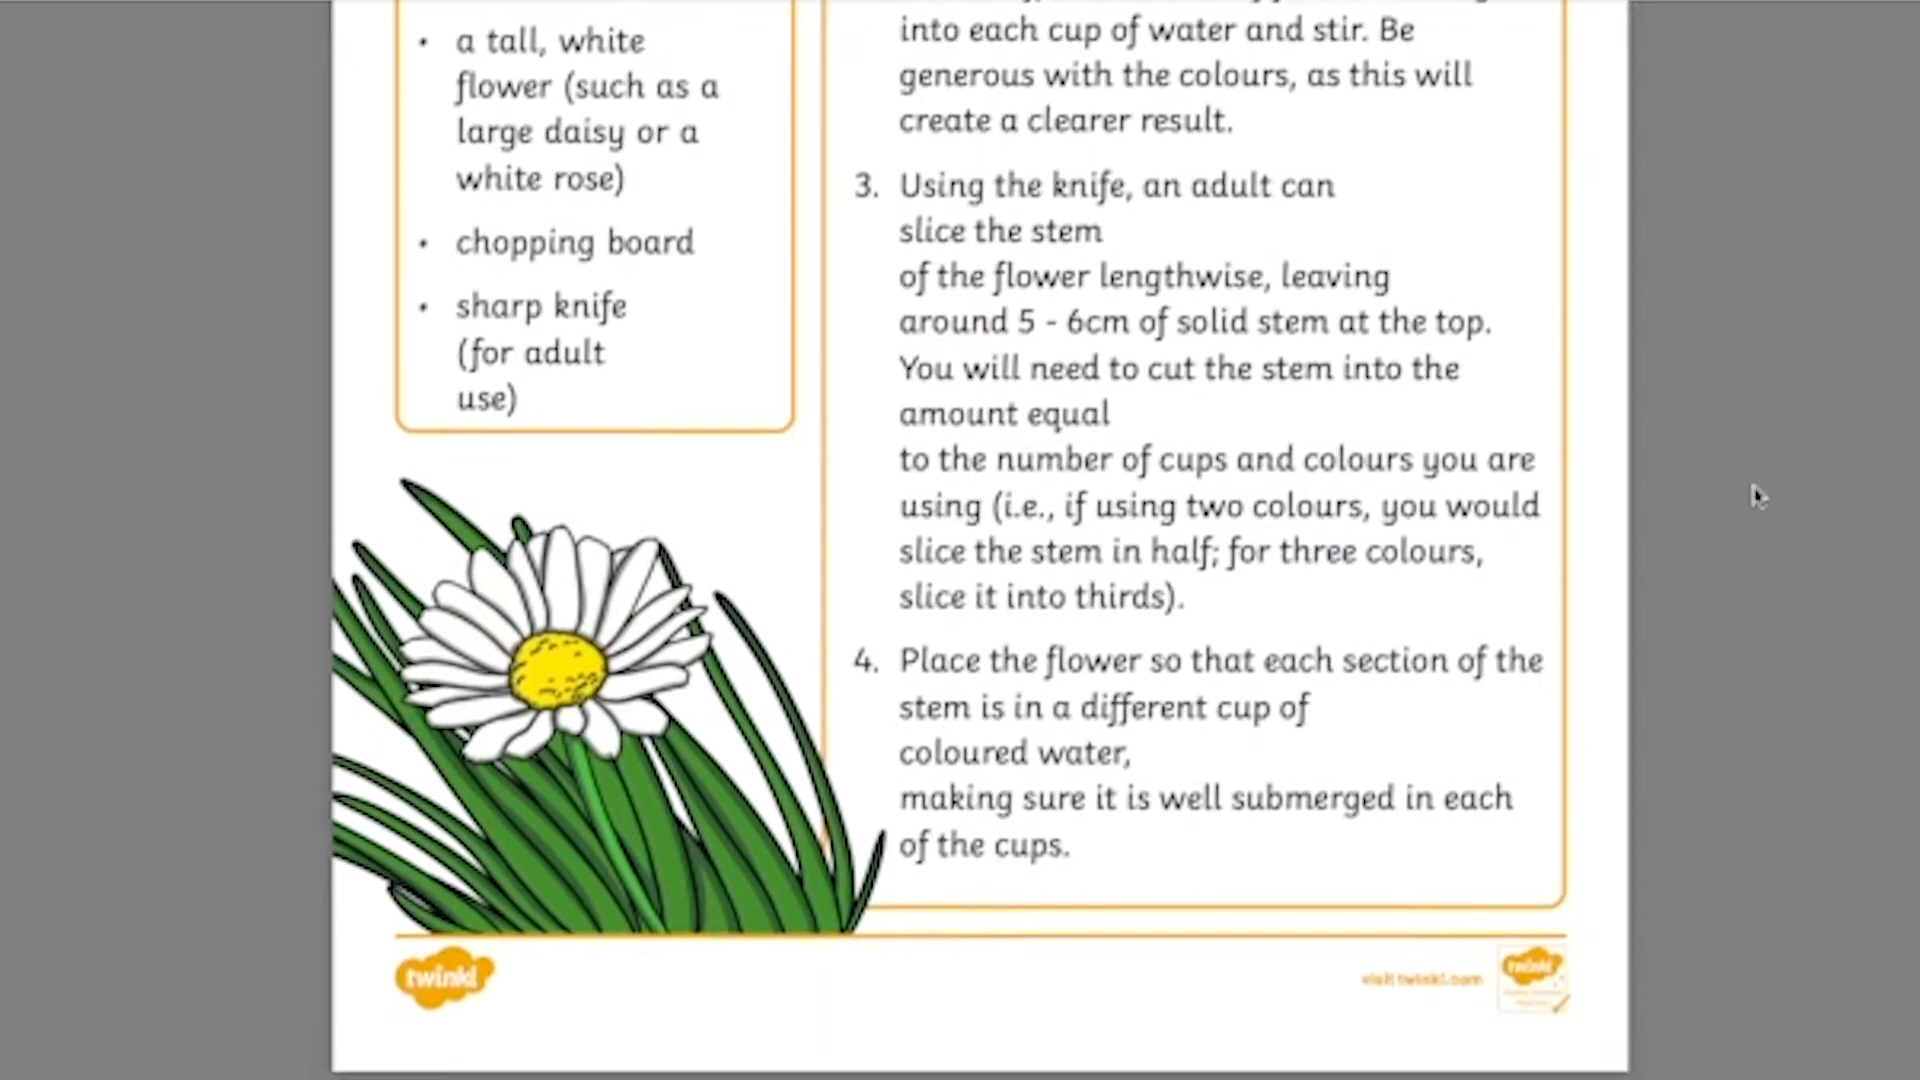 • a tall, white
flower (such as a
large daisy or a
white rose)
• chopping board
• sharp knife
(for adult
use)
into each cup of water and stir. Be
generous with the colours, as this will
create a clearer result.
3. Using the knife, an adult can
slice the stem
of the flower lengthwise, leaving
around 5 - 6cm of solid stem at the top.
You will need to cut the stem into the
amount equal
to the number of cups and colours you are
using (i.e., if using two colours, you would
slice the stem in half; for three colours,
slice it into thirds).
4. Place the flower so that each section of the
stem is in a different cup of
coloured water,
making sure it is well submerged in each
of the cups.
twinkl
visit twinkl.com
twinkl